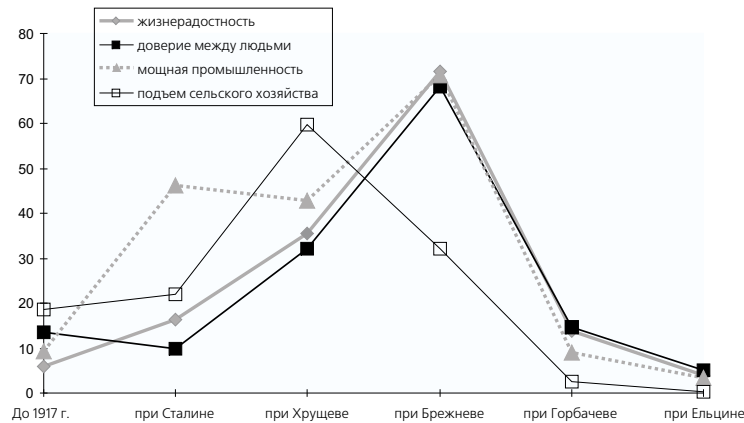 жизнерадостность
доверие между людьми
мощная промышленность
подъем сельского хозяйства
80
70
60
50
40
30
20
10
0
До 1917 г. при Сталине при Хрущеве при Брежневе при Горбачеве при Ельцине